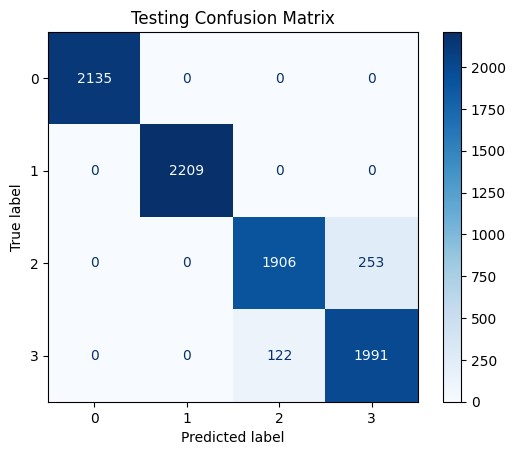 Testing Confusion Matrix
0 2135 0 0 0
1 0 2209 0 0
2 0 0 1906 253
3 0 0 122 1991
0 1 2 3
Predicted label
True label
2000
1750
1500
1250
1000
750
500
250
0